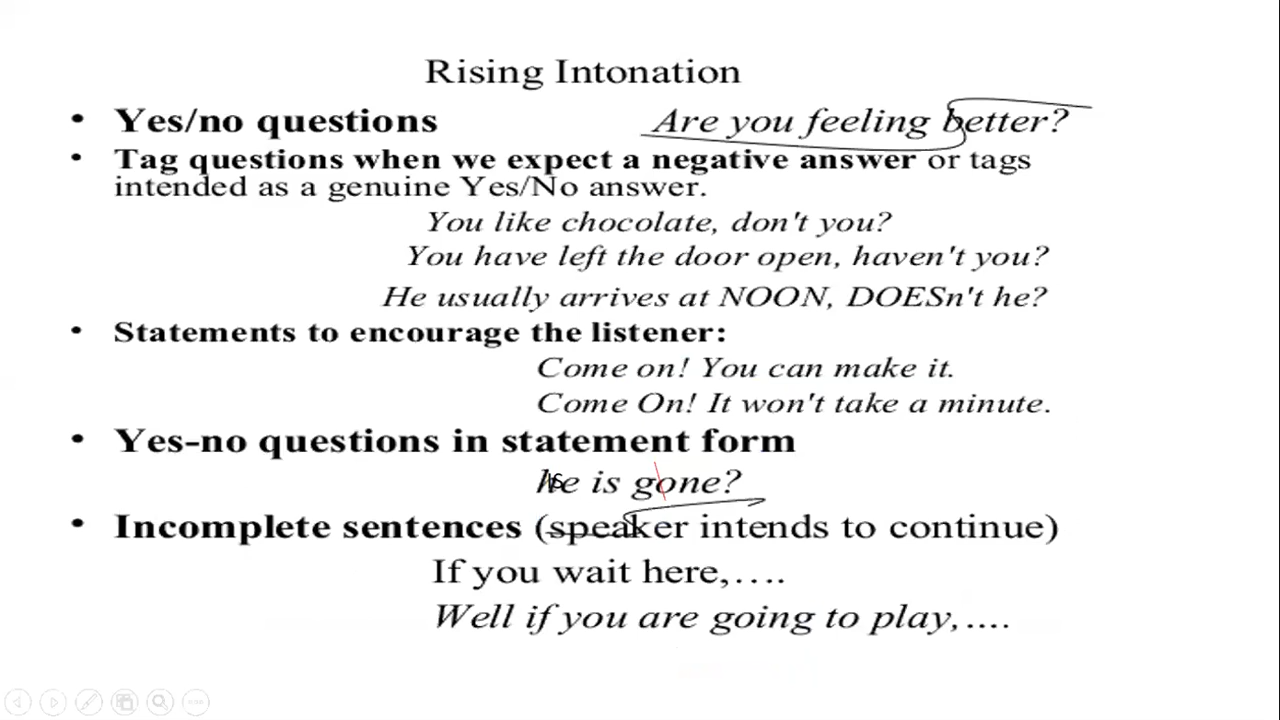 Rising Intonation
• Yes/no questions Are you feeling better?
• Tag questions when we expect a negative answer or tags
intended as a genuine Yes/No answer.
You like chocolate, don't you?
You have left the door open, haven't you?
He usually arrives at NOON, DOESn't he?
• Statements to encourage the listener:
Come on! You can make it.
Come On! It won't take a minute.
• Yes-no questions in statement form
he is gone?
• Incomplete sentences (speaker intends to continue)
If you wait here,….
Well if you are going to play,….